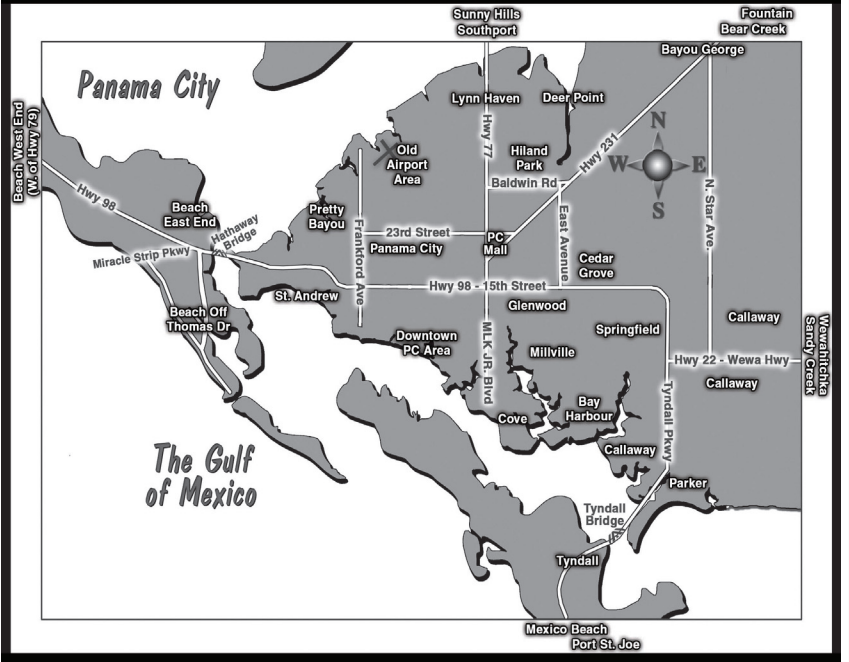 Sunny Hills
Southport
Fountain
Bear Creek
Bayou George
Panama City
Beach West End
(W. of Hwy 79)
Lynn Haven
Deer Point
Hwy 77
Old
Airport
Area
Hiland
Park
Hwy 231
N
W
E
S
Baldwin Rd
N. Star Ave.
Hwy 98
Beach
East End
Hathaway
Bridge
Pretty
Bayou
Frankford Ave
23rd Street
Panama City
PC
Mall
East Avenue
Cedar
Grove
Miracle Strip Pkwy
St. Andrew
Hwy 98 - 15th Street
Glenwood
Beach Off
Thomas Dr
Springfield
Callaway
Wewahitchka
Sandy Creek
Downtown
PC Area
MLK JR. Blvd
Millville
Hwy 22 - Wewa Hwy
Callaway
Tyndall Pkwy
Cove
Bay
Harbour
Callaway
The Gulf
of Mexico
Parker
Tyndall
Bridge
Tyndall
Mexico Beach
Port St. Joe